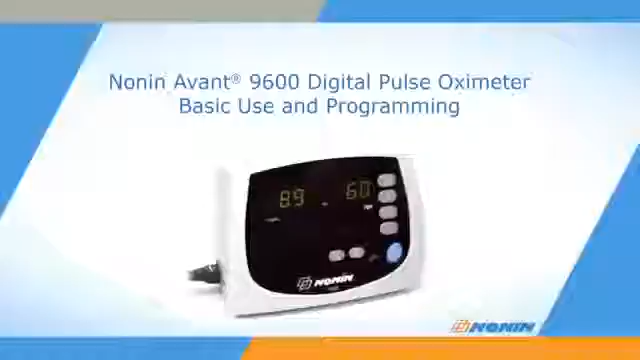 Nonin Avant® 9600 Digital Pulse Oximeter
Basic Use and Programming
89 60
NONIN
NONIN